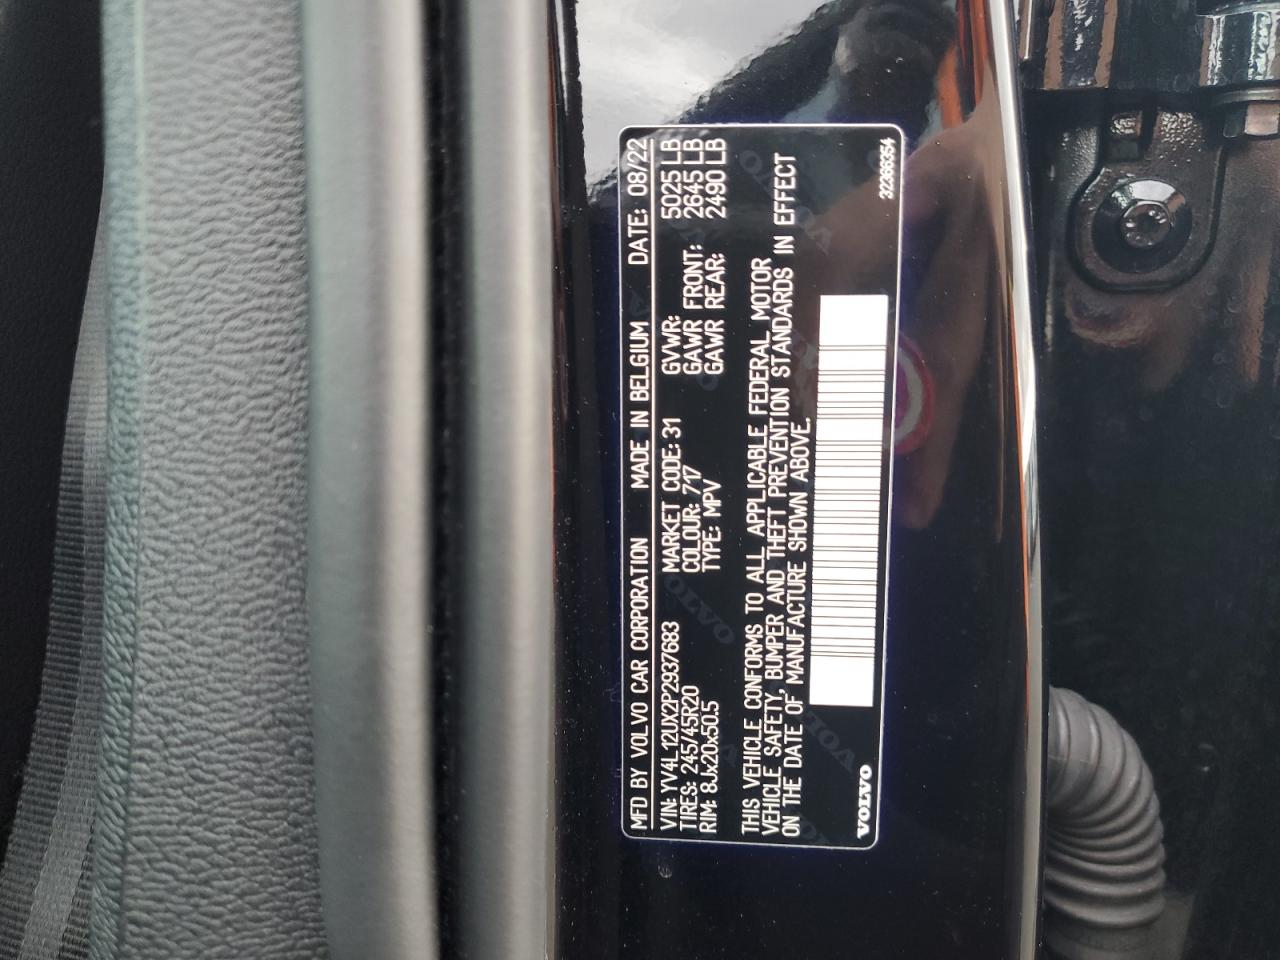 MFD BY VOLVO CAR CORPORATION MADE IN BELGIUM DATE: 08/22
VIN: YV4L12UX2P2937683 MARKET CODE: 31 GVWR: 5025 LB
TIRES: 245/45R20 COLOUR: 717 GAWR FRONT: 2645 LB
RIM: 8Jx20x50.5 TYPE: MPV GAWR REAR: 2490 LB
THIS VEHICLE CONFORMS TO ALL APPLICABLE FEDERAL MOTOR
VEHICLE SAFETY, BUMPER AND THEFT PREVENTION STANDARDS IN EFFECT
ON THE DATE OF MANUFACTURE SHOWN ABOVE.
VOLVO
32366354